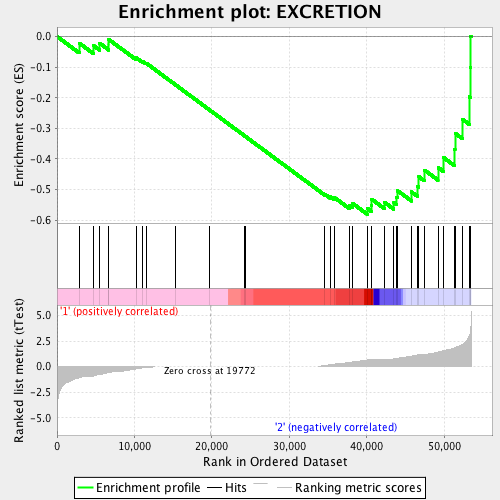 Enrichment plot: EXCRETION
Enrichment score (ES)
0.0
-0.1
-0.2
-0.3
-0.4
-0.5
-0.6
'1' (positively correlated)
Ranked list metric (tTest)
5.0
2.5
0.0
-2.5
-5.0
Zero cross at 19772
'2' (negatively correlated)
0 10,000 20,000 30,000 40,000 50,000
Rank in Ordered Dataset
Enrichment profile Hits Ranking metric scores